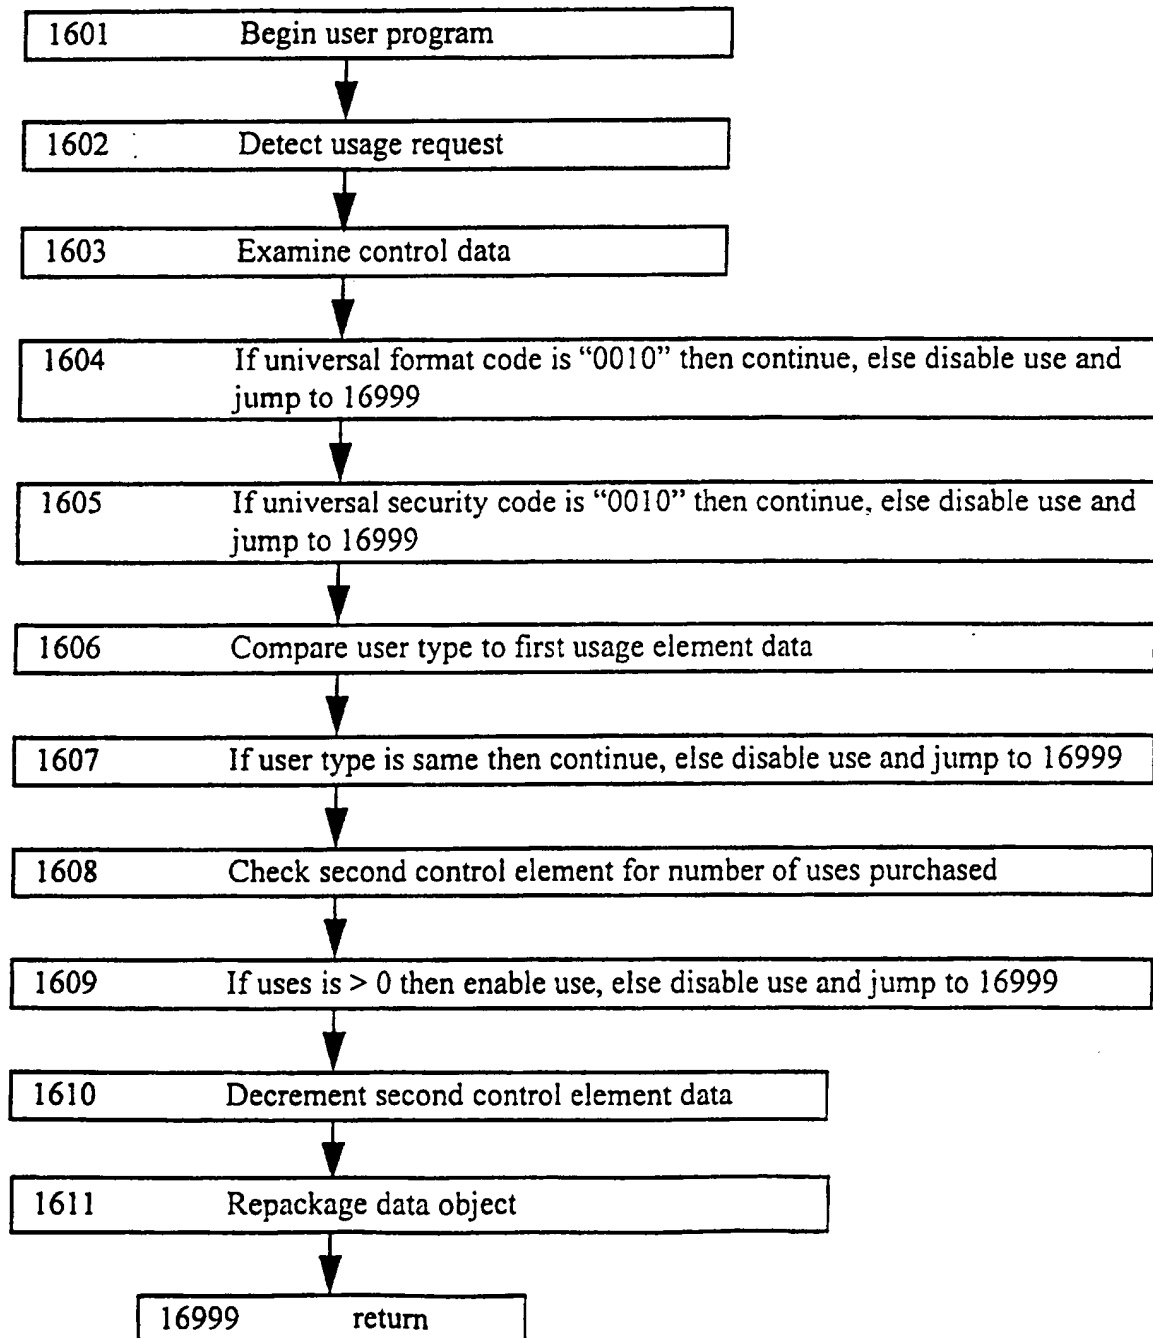 1601 Begin user program
1602 Detect usage request
1603 Examine control data
1604 If universal format code is “0010” then continue, else disable use and
jump to 16999
1605 If universal security code is “0010” then continue, else disable use and
jump to 16999
1606 Compare user type to first usage element data
1607 If user type is same then continue, else disable use and jump to 16999
1608 Check second control element for number of uses purchased
1609 If uses is > 0 then enable use, else disable use and jump to 16999
1610 Decrement second control element data
1611 Repackage data object
16999 return